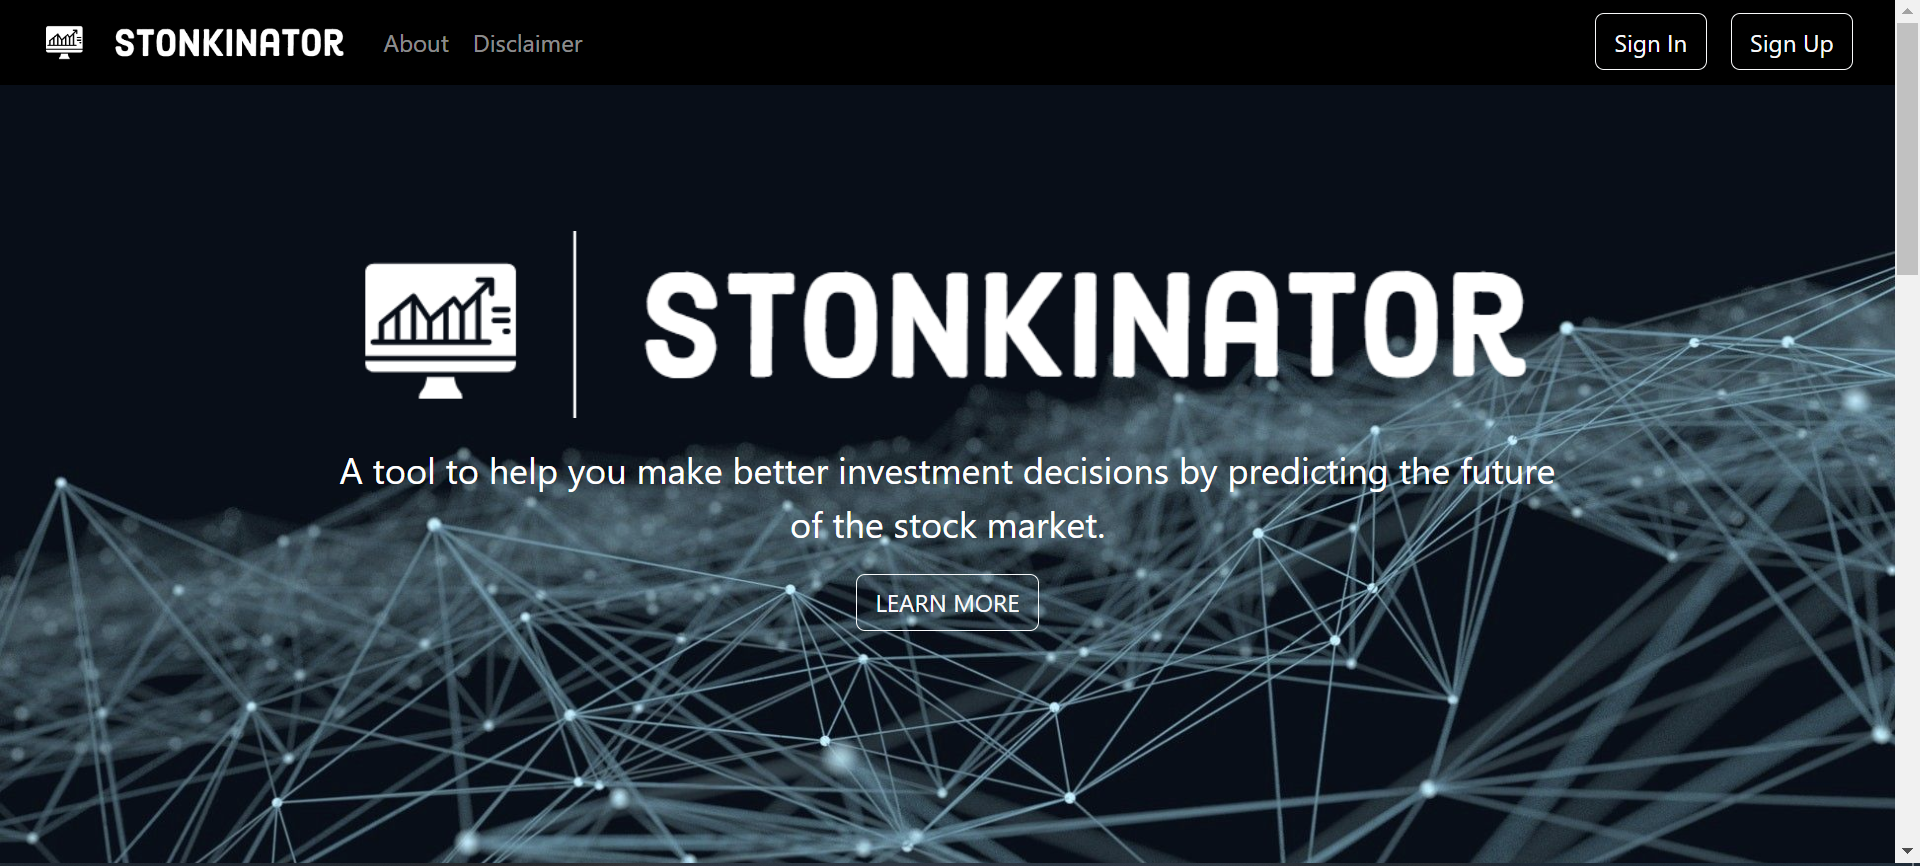 STONKINATOR About Disclaimer Sign In Sign Up
STONKINATOR
A tool to help you make better investment decisions by predicting the future
of the stock market.
LEARN MORE